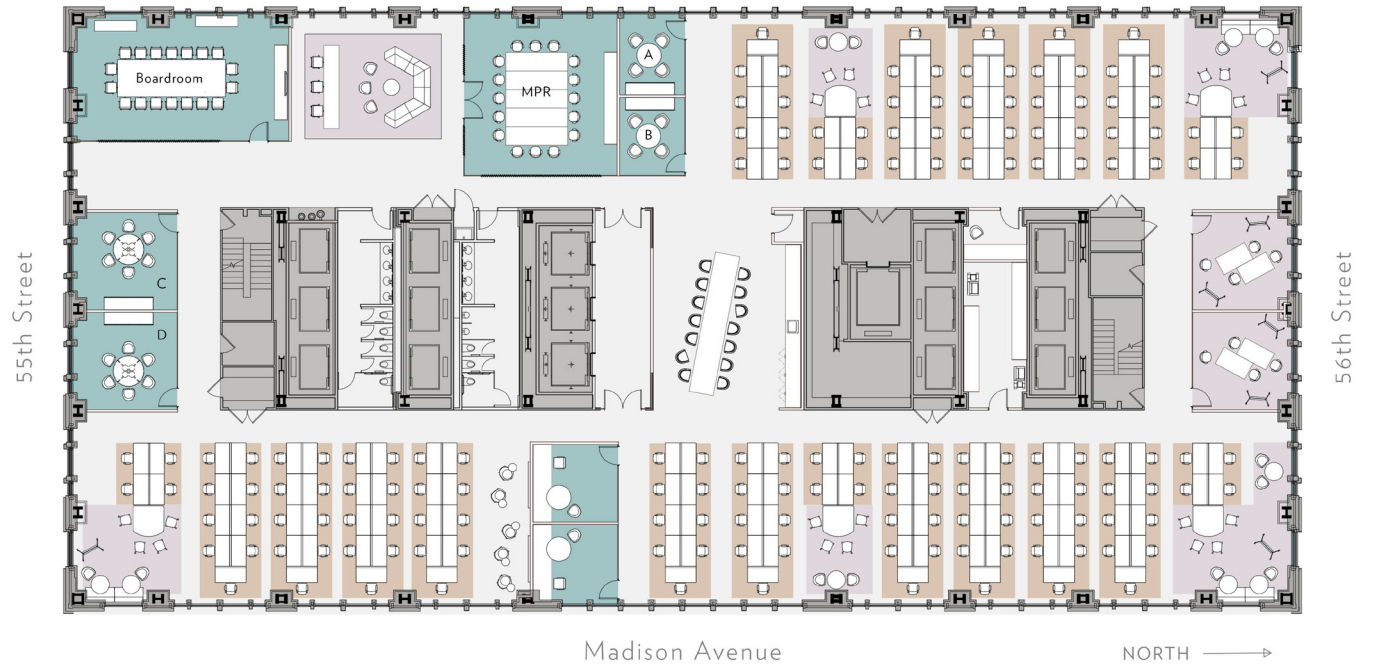 Boardroom
MPR
A
B
C
D
55th Street
56th Street
Madison Avenue
NORTH